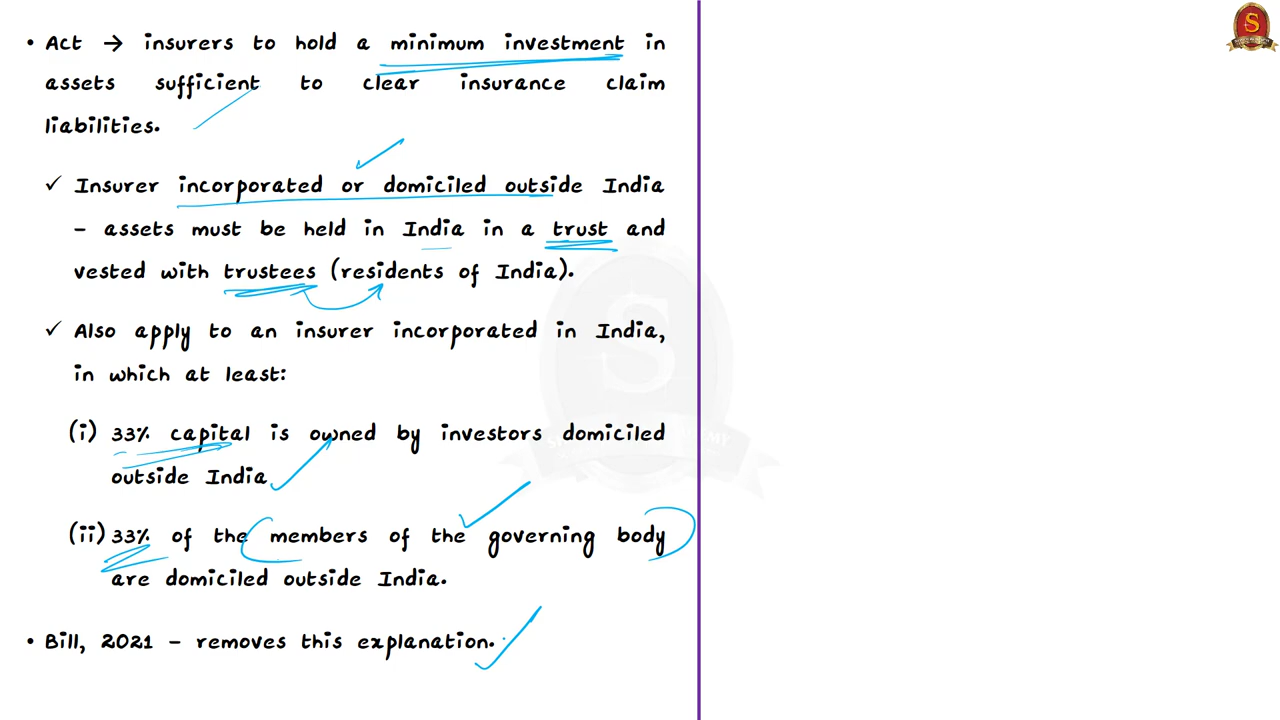 • Act → insurers to hold a minimum investment in
assets sufficient to clear insurance claim
liabilities.
✓ Insurer incorporated or domiciled outside India
– assets must be held in India in a trust and
vested with trustees (residents of India).
✓ Also apply to an insurer incorporated in India,
in which at least:
(i) 33% capital is owned by investors domiciled
outside India
(ii) 33% of the members of the governing body
are domiciled outside India.
• Bill, 2021 – removes this explanation.
S
S